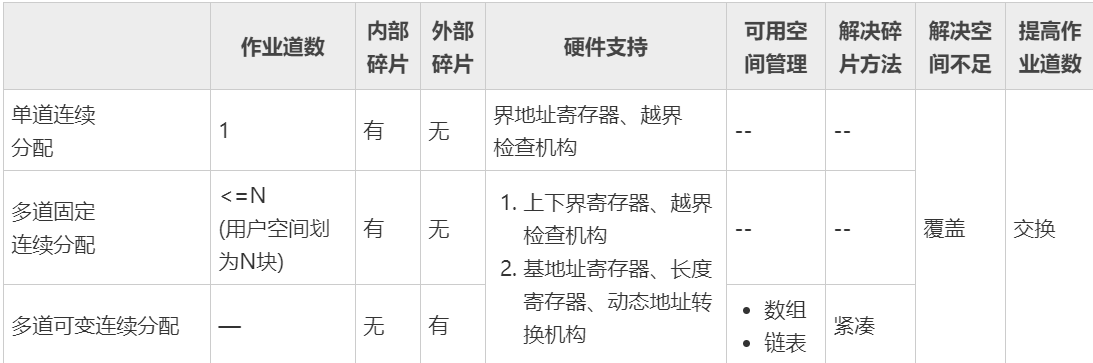 作业道数
内部
碎片
外部
碎片
硬件支持
可用空
间管理
解决碎
片方法
解决空
间不足
提高作
业道数
单道连续
分配
1
有
无
界地址寄存器、越界
检查机构
--
--
多道固定
连续分配
<=N
(用户空间划
为N块)
有
无
1. 上下界寄存器、越界
检查机构
2. 基地址寄存器、长度
寄存器、动态地址转
换机构
--
--
覆盖
交换
多道可变连续分配
—
无
有
• 数组
• 链表
紧凑